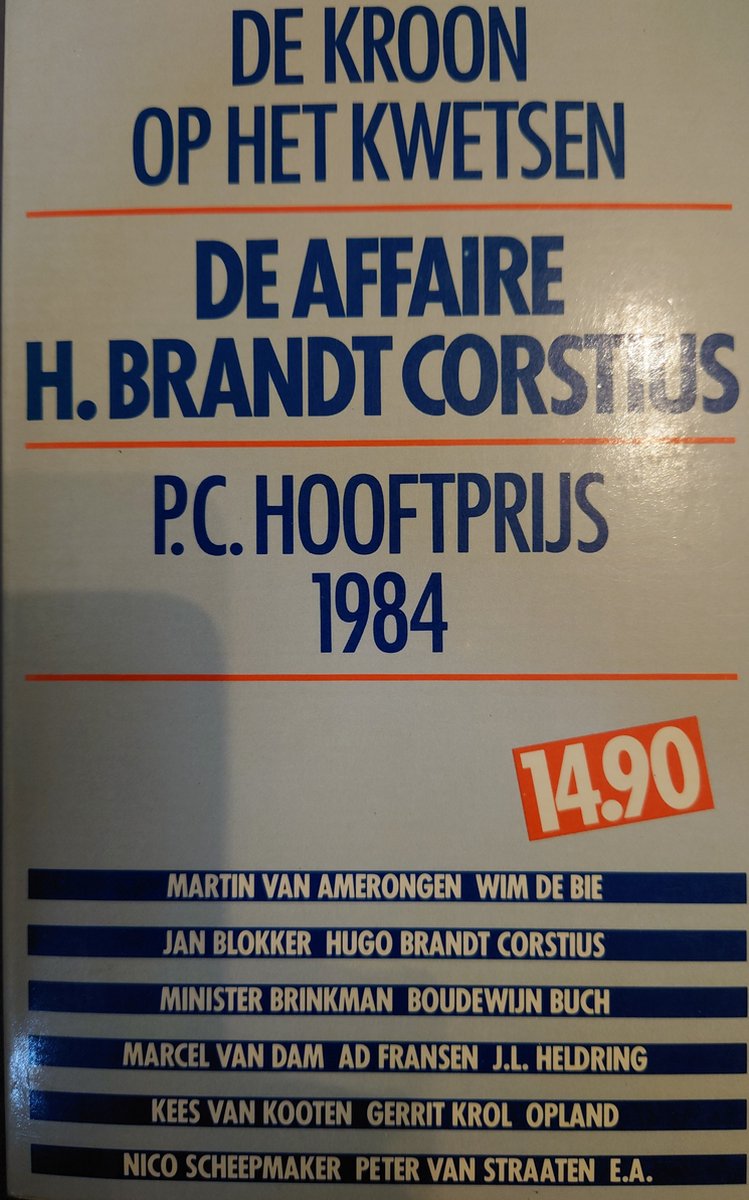 DE KROON
OP HET KWETSEN
DE AFFAIRE
H. BRANDT CORSTIUS
P.C. HOOFTPRIJS
1984
14.90
MARTIN VAN AMERONGEN WIM DE BIE
JAN BLOKKER HUGO BRANDT CORSTIUS
MINISTER BRINKMAN BOUDEWIJN BUCH
MARCEL VAN DAM AD FRANSEN J.L. HELDRING
KEES VAN KOOTEN GERRIT KROL OPLAND
NICO SCHEEPMAKER PETER VAN STRAATEN E.A.